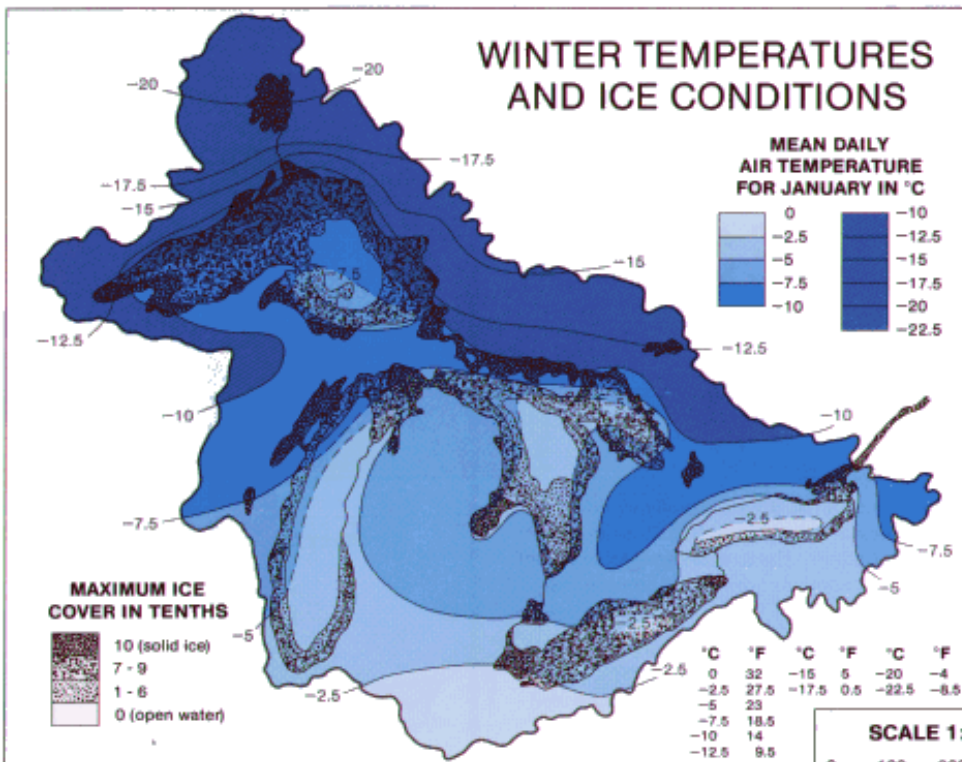 WINTER TEMPERATURES
AND ICE CONDITIONS
MEAN DAILY
AIR TEMPERATURE
FOR JANUARY IN °C
0
-2.5
-5
-7.5
-10
-10
-12.5
-15
-17.5
-20
-22.5
-20
-20
-17.5
-17.5
-15
-7.5
-15
-12.5
-12.5
-10
-10
-7.5
-2.5
-7.5
-5
-5
-2.5
-2.5
-2.5
MAXIMUM ICE
COVER IN TENTHS
10 (solid ice)
7 - 9
1 - 6
0 (open water)
°C °F °C °F °C °F
0 32 -15 5 -20 -4
-2.5 27.5 -17.5 0.5 -22.5 -8.5
-5 23
-7.5 18.5
-10 14
-12.5 9.5
SCALE 1: